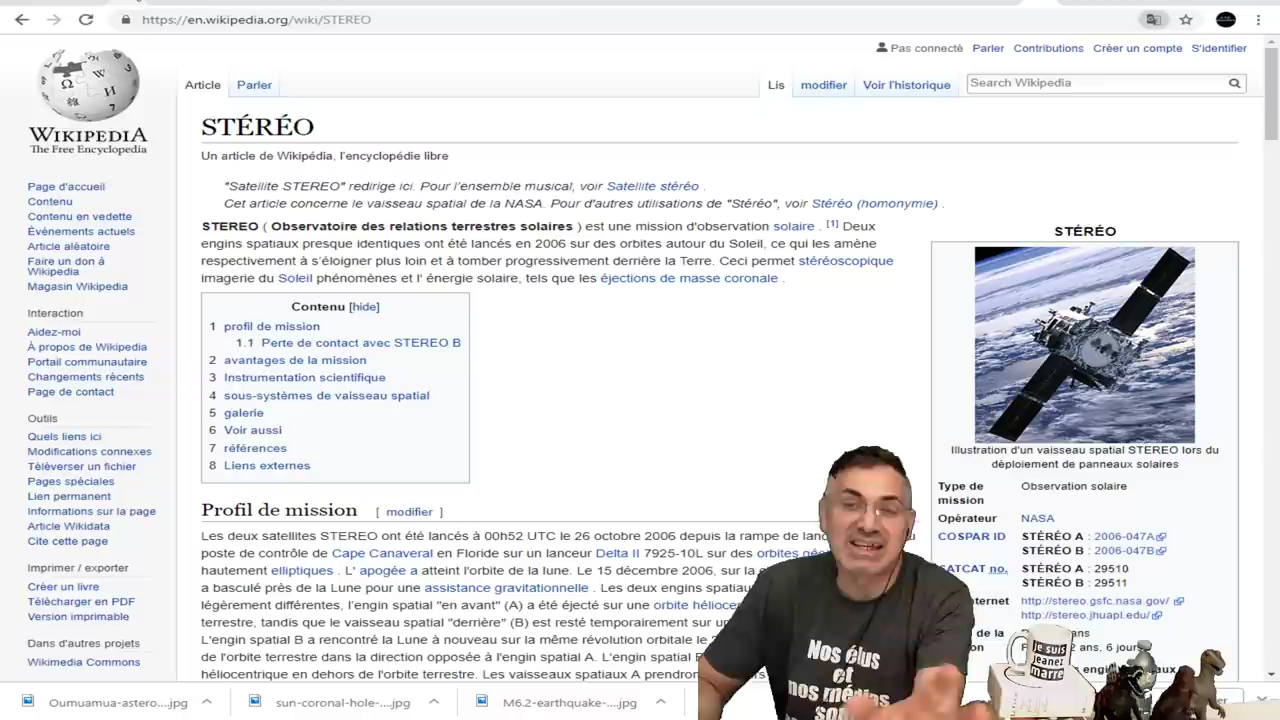 https://en.wikipedia.org/wiki/STEREO
Pas connecté Parler Contributions Créer un compte S'identifier
Article Parler Lis modifier Voir l'historique Search Wikipedia
WIKIPEDIA
The Free Encyclopedia
Page d'accueil
Contenu
Contenu en vedette
Événements actuels
Article aléatoire
Faire un don à
Wikipedia
Magasin Wikipedia
Interaction
Aidez-moi
À propos de Wikipedia
Portail communautaire
Changements récents
Page de contact
Outils
Quels liens ici
Modifications connexes
Téléverser un fichier
Pages spéciales
Lien permanent
Informations sur la page
Article Wikidata
Cite cette page
Imprimer / exporter
Créer un livre
Télécharger en PDF
Version imprimable
Dans d'autres projets
Wikimedia Commons
STÉRÉO
Un article de Wikipédia, l'encyclopédie libre
"Satellite STEREO" redirige ici. Pour l'ensemble musical, voir Satellite stéréo .
Cet article concerne le vaisseau spatial de la NASA. Pour d'autres utilisations de "Stéréo", voir Stéréo (homonymie) .
STEREO ( Observatoire des relations terrestres solaires ) est une mission d'observation solaire . [1] Deux
engins spatiaux presque identiques ont été lancés en 2006 sur des orbites autour du Soleil, ce qui les amène
respectivement à s'éloigner plus loin et à tomber progressivement derrière la Terre. Ceci permet stéréoscopique
imagerie du Soleil phénomènes et l' énergie solaire, tels que les éjections de masse coronale .
Contenu [hide]
1 profil de mission
1.1 Perte de contact avec STEREO B
2 avantages de la mission
3 Instrumentation scientifique
4 sous-systèmes de vaisseau spatial
5 galerie
6 Voir aussi
7 références
8 Liens externes
Profil de mission [ modifier ]
Les deux satellites STEREO ont été lancés à 00h52 UTC le 26 octobre 2006 depuis la rampe de
poste de contrôle de Cape Canaveral en Floride sur un lanceur Delta II 7925-10L sur des orbites
hautement elliptiques . L' apogée a atteint l'orbite de la lune. Le 15 décembre 2006, sur la
a basculé près de la Lune pour une assistance gravitationnelle . Les deux engins
légèrement différentes, l'engin spatial "en avant" (A) a été éjecté sur une orbite
terrestre, tandis que le vaisseau spatial "derrière" (B) est resté temporairement sur
L'engin spatial B a rencontré la Lune à nouveau sur la même révolution orbitale le
de l'orbite terrestre dans la direction opposée à l'engin spatial A. L'engin spatial
héliocentrique en dehors de l'orbite terrestre. Les vaisseaux spatiaux A
STÉRÉO
Illustration d'un vaisseau spatial STEREO lors du
déploiement de panneaux solaires
Type de
mission Observation solaire
Opérateur NASA
COSPAR ID STÉRÉO A : 2006-047A
STÉRÉO B : 2006-047B
SATCAT no. STÉRÉO A : 29510
STÉRÉO B : 29511
http://stereo.gsfc.nasa.gov/
http://stereo.jhuapl.edu/
de la ans
ans, 6 jours
Nos élus
et
nos médias
sont
Je suis
jeanez
marre
Oumuamua-astero....jpg sun-coronal-hole-....jpg M6.2-earthquake-....jpg